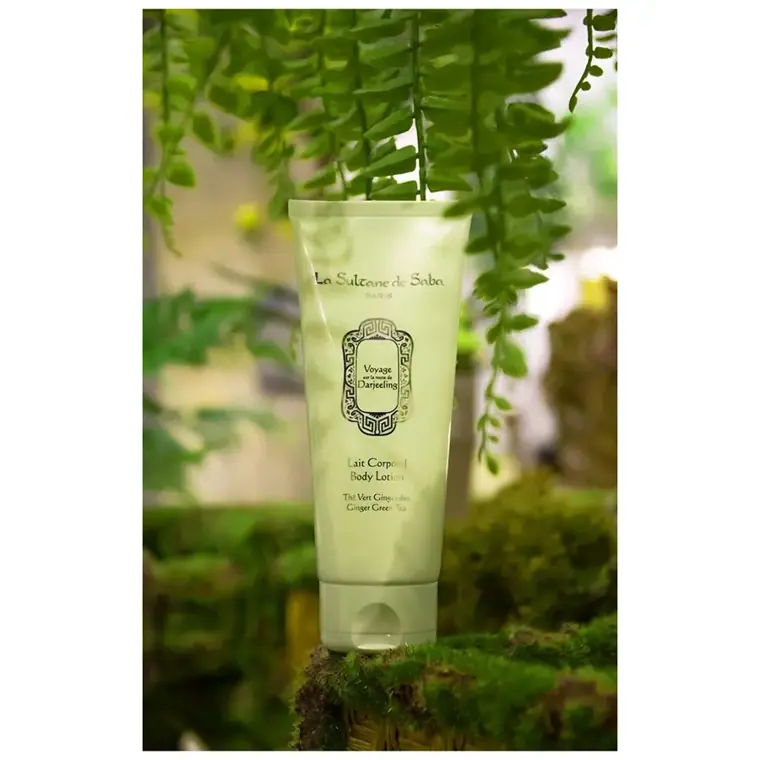 La Sultane de Saba
PARIS
Voyage
sur la route de
Darjeeling
Lait Corporel
Body Lotion
Thé Vert Gingembre
Ginger Green Tea